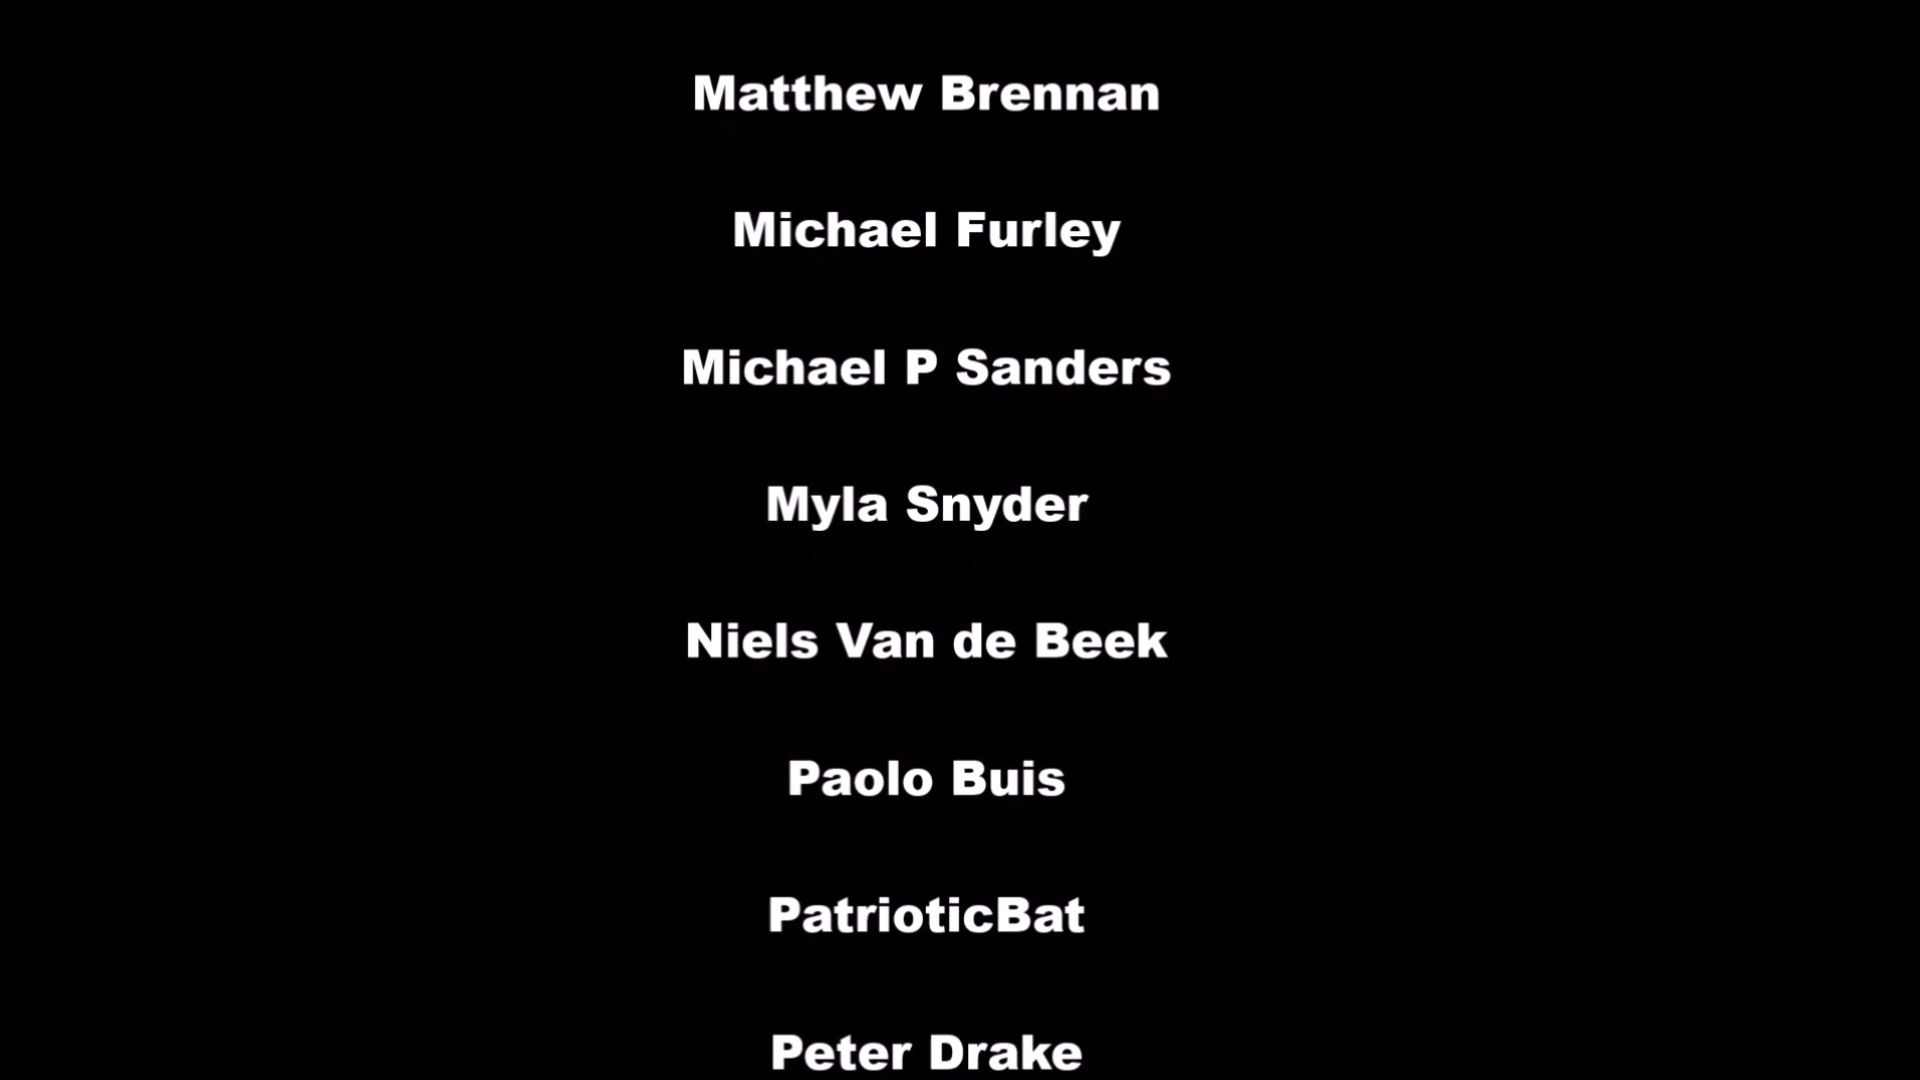 Matthew Brennan
Michael Furley
Michael P Sanders
Myla Snyder
Niels Van de Beek
Paolo Buis
PatrioticBat
Peter Drake